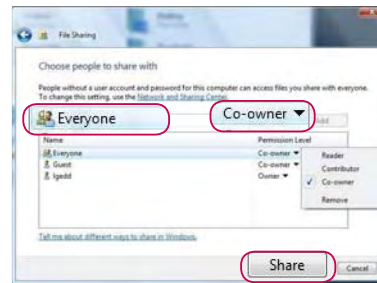 File Sharing
Choose people to share with
People without a user account and password for this computer can access files you share with everyone.
To change this setting, use the Network and Sharing Center.
Everyone
Co-owner
Add
Name Permission Level
Everyone Co-owner
Guest Co-owner
lgedd Owner
Reader
Contributor
Co-owner
Remove
Tell me about different ways to share in Windows.
Share
Cancel